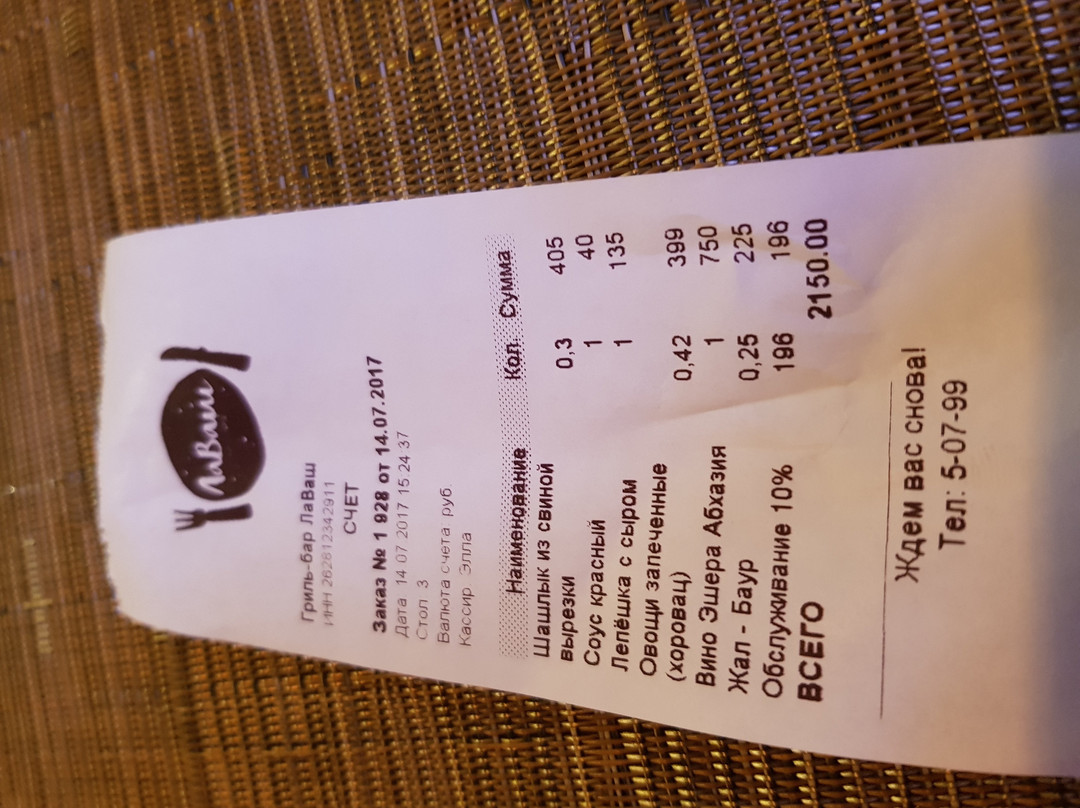 ЛаВаш
Гриль-бар ЛаВаш
ИНН 262812342911
СЧЕТ
Заказ № 1 928 от 14.07.2017
Дата 14 07 2017 15:24:37
Стол 3
Валюта счета руб.
Кассир Элла
Наименование Кол. Сумма
Шашлык из свиной 0,3 405
вырезки
Соус красный 1 40
Лепёшка с сыром 1 135
Овощи запеченные 0,42 399
(хоровац)
Вино Эшера Абхазия 1 750
Жал - Баур 0,25 225
Обслуживание 10% 196 196
ВСЕГО 2150.00
Ждем вас снова!
Тел: 5-07-99